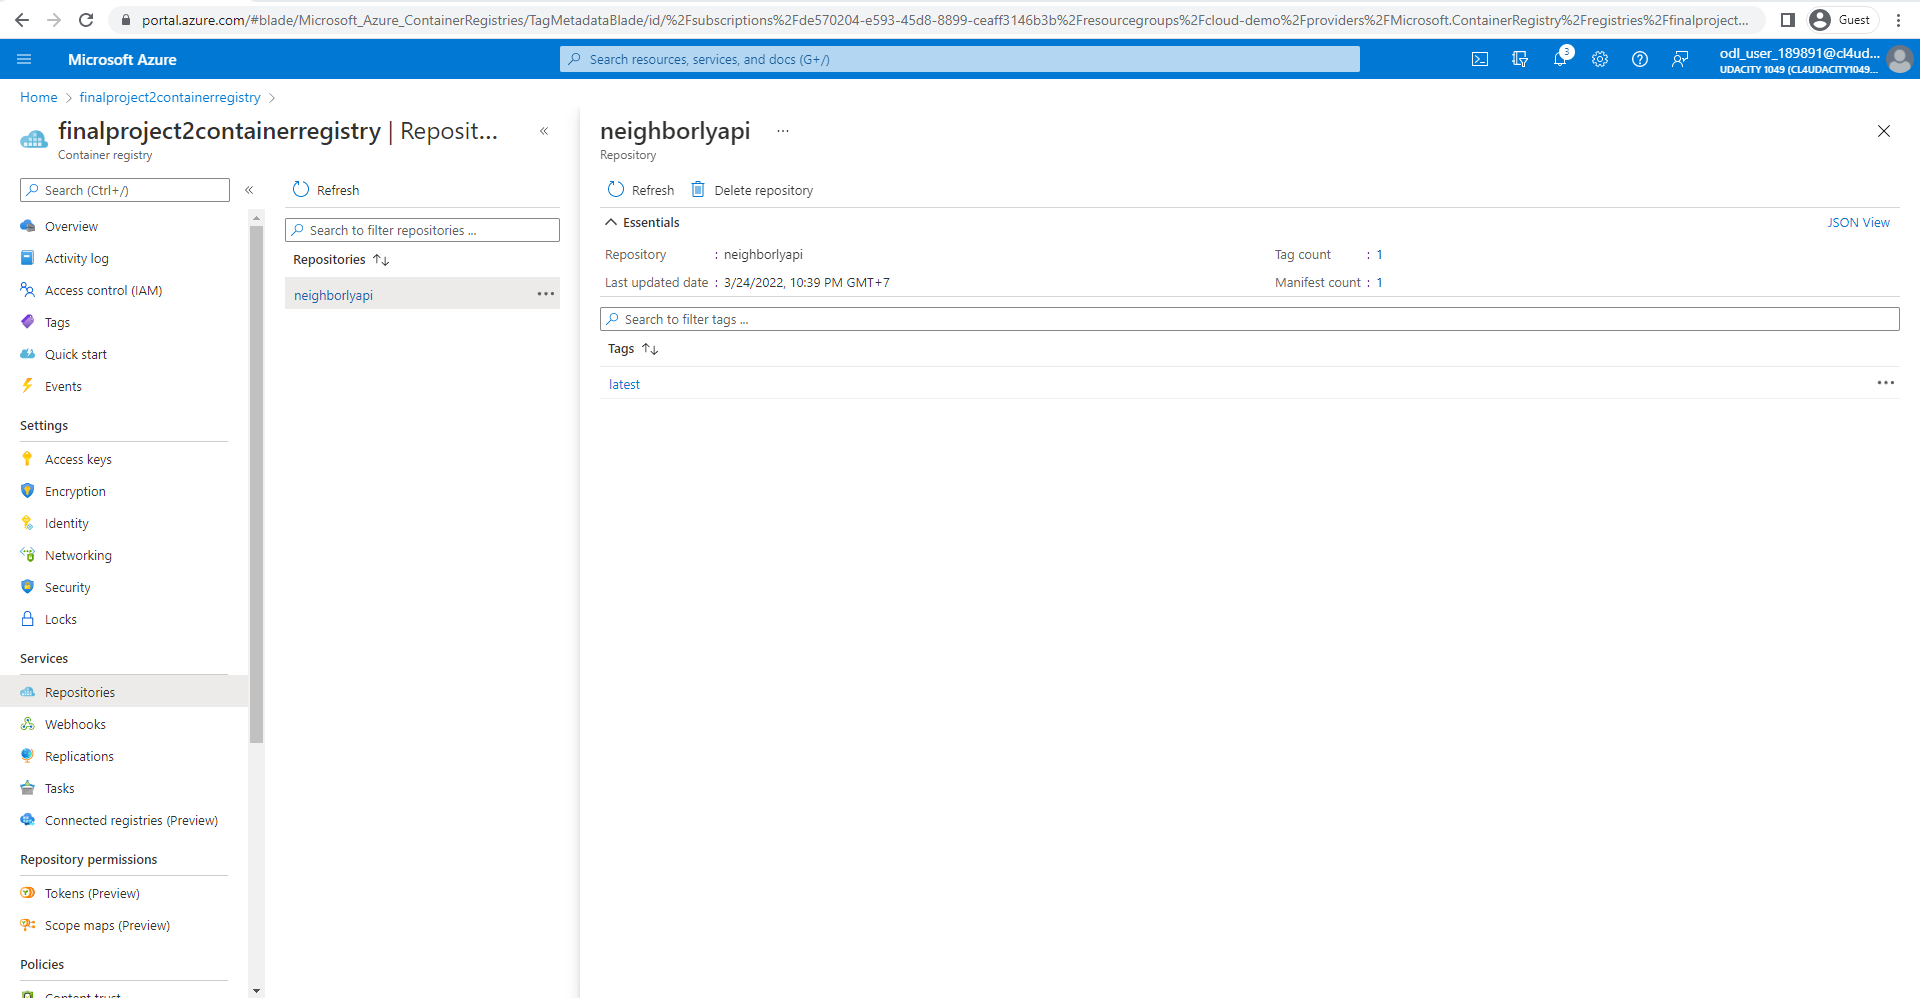 portal.azure.com/#blade/Microsoft_Azure_ContainerRegistries/TagMetadataBlade/id/%2Fsubscriptions%2Fde570204-e593-45d8-8899-ceaff3146b3b%2Fresourcegroups%2Fcloud-demo%2Fproviders%2FMicrosoft.ContainerRegistry%2Fregistries%2Ffinalproject...
Guest
Microsoft Azure
Search resources, services, and docs (G+/)
3
odl_user_189891@cl4ud...
UDACITY 1049 (CL4UDACITY1049...
Home
finalproject2containerregistry
finalproject2containerregistry | Reposit...
Container registry
Search (Ctrl+/)
Overview
Activity log
Access control (IAM)
Tags
Quick start
Events
Settings
Access keys
Encryption
Identity
Networking
Security
Locks
Services
Repositories
Webhooks
Replications
Tasks
Connected registries (Preview)
Repository permissions
Tokens (Preview)
Scope maps (Preview)
Policies
Content trust
Refresh
Search to filter repositories ...
Repositories
neighborlyapi
neighborlyapi ...
Repository
Refresh
Delete repository
Essentials
JSON View
Repository : neighborlyapi
Tag count : 1
Last updated date : 3/24/2022, 10:39 PM GMT+7
Manifest count : 1
Search to filter tags ...
Tags
latest